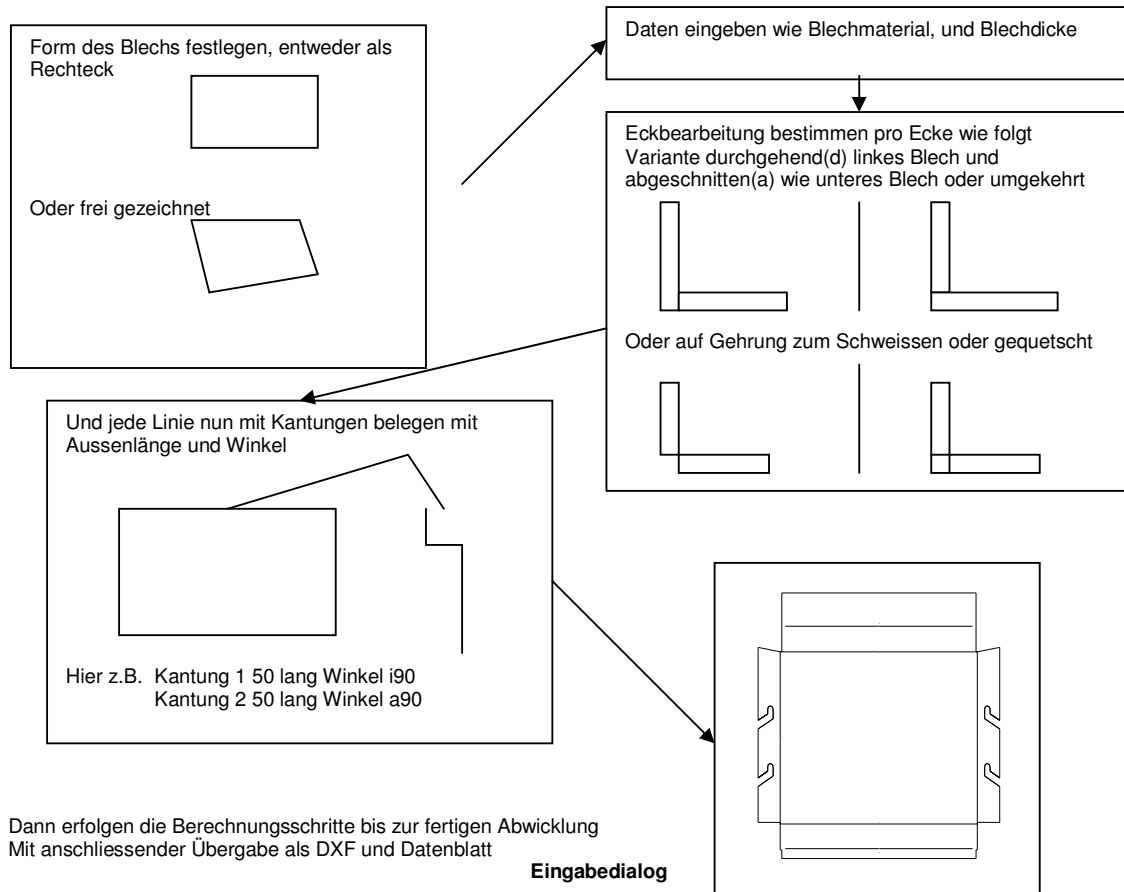 Form des Blechs festlegen, entweder als
Rechteck
Oder frei gezeichnet
Daten eingeben wie Blechmaterial, und Blechdicke
Eckbearbeitung bestimmen pro Ecke wie folgt
Variante durchgehend(d) linkes Blech und
abgeschnitten(a) wie unteres Blech oder umgekehrt
Oder auf Gehrung zum Schweissen oder gequetscht
Und jede Linie nun mit Kantungen belegen mit
Aussenlänge und Winkel
Hier z.B. Kantung 1 50 lang Winkel i90
Kantung 2 50 lang Winkel a90
Dann erfolgen die Berechnungsschritte bis zur fertigen Abwicklung
Mit anschliessender Übergabe als DXF und Datenblatt
Eingabedialog